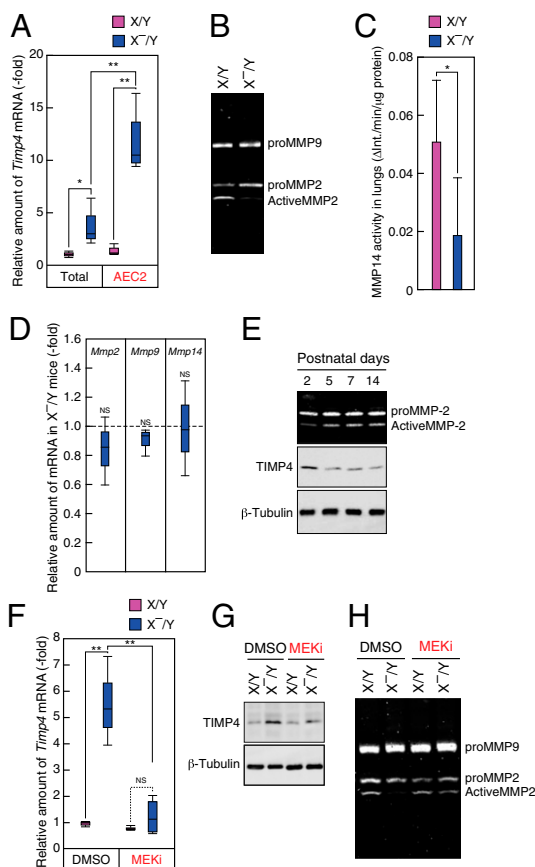 A
X/Y
X⁻/Y
Relative amount of Timp4 mRNA (-fold)
20
15
10
5
0
**
**
*
Total
AEC2
B
X/Y
X⁻/Y
proMMP9
proMMP2
ActiveMMP2
C
X/Y
X⁻/Y
MMP14 activity in lungs (ΔInt./min/ug protein)
0.08
0.06
0.04
0.02
0
*
D
Relative amount of mRNA in X⁻/Y mice (-fold)
1.6
1.4
1.2
1.0
0.8
0.6
0.4
0.2
0
Mmp2
Mmp9
Mmp14
NS
NS
NS
E
Postnatal days
2 5 7 14
proMMP-2
ActiveMMP-2
TIMP4
β-Tubulin
F
X/Y
X⁻/Y
Relative amount of Timp4 mRNA (-fold)
8
7
6
5
4
3
2
1
0
**
**
NS
DMSO
MEKi
G
DMSO MEKi
X/Y
X⁻/Y
X/Y
X⁻/Y
TIMP4
β-Tubulin
H
DMSO MEKi
X/Y
X⁻/Y
X/Y
X⁻/Y
proMMP9
proMMP2
ActiveMMP2